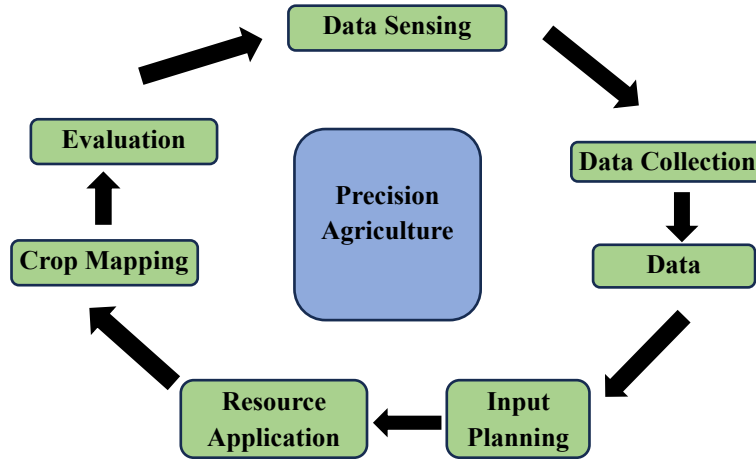 Data Sensing
Evaluation
Data Collection
Precision
Agriculture
Crop Mapping
Data
Resource
Application
Input
Planning